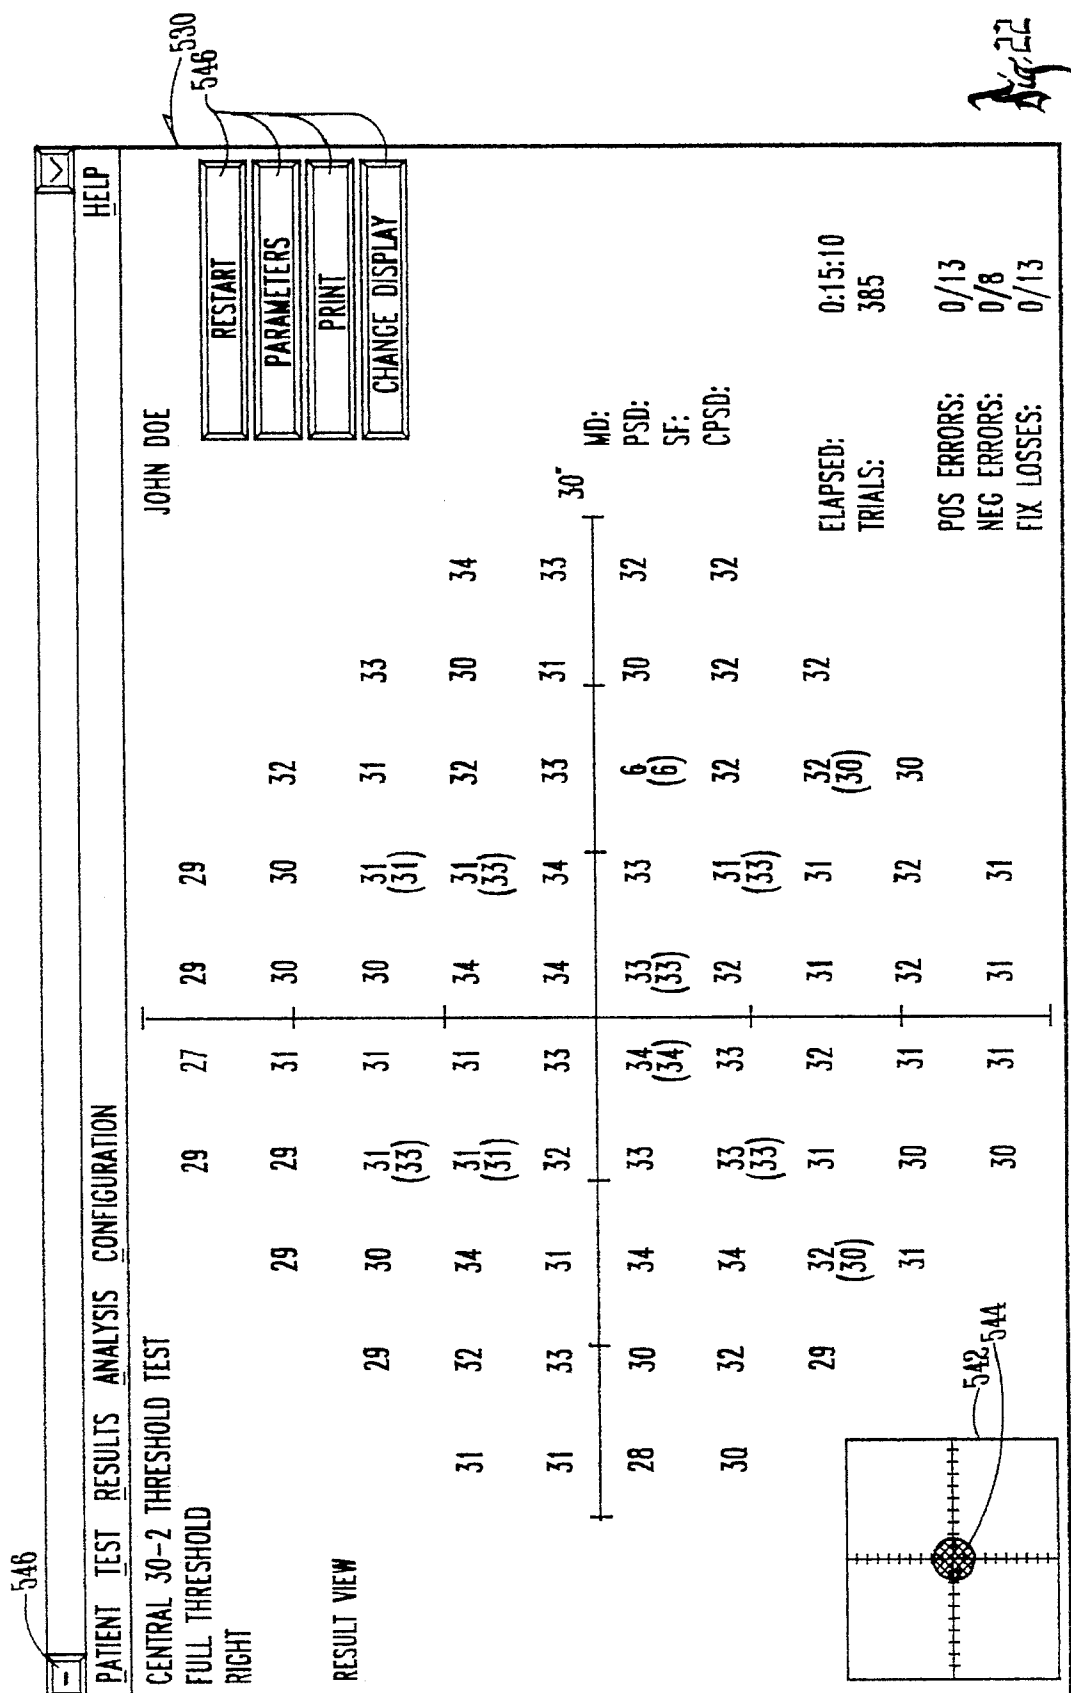 546
HELP
PATIENT TEST RESULTS ANALYSIS CONFIGURATION
CENTRAL 30-2 THRESHOLD TEST
JOHN DOE
FULL THRESHOLD
RIGHT
530
546
RESTART
PARAMETERS
PRINT
CHANGE DISPLAY
RESULT VIEW
29 27 29 29
29 29 31 30 30 32
29 30 31 31 30 31 31 33
(33) (31)
31 32 34 31 31 34 31 32 30 34
(31) (33)
31 33 31 32 33 34 34 33 31 33
30°
28 30 34 33 34 33 33 6 30 32
(34) (33) (6)
30 32 34 33 33 32 31 32 32 32
(33) (33)
29 32 31 32 31 31 32 32
(30) (30)
31 30 31 32 32 30
30 31 31 31
MD:
PSD:
SF:
CPSD:
ELAPSED: 0:15:10
TRIALS: 385
POS ERRORS: 0/13
NEG ERRORS: 0/8
FIX LOSSES: 0/13
542
544
Fig. 22